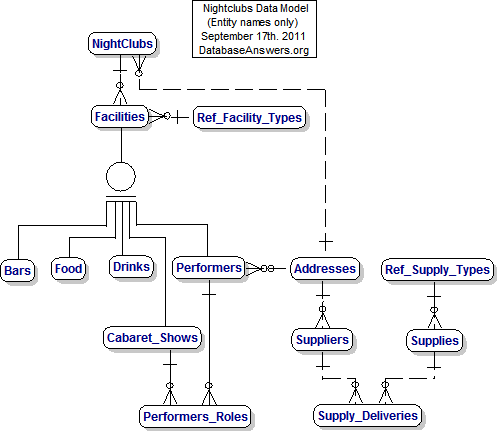 Nightclubs Data Model
(Entity names only)
September 17th. 2011
DatabaseAnswers.org
NightClubs
Facilities
Ref_Facility_Types
Bars
Food
Drinks
Performers
Addresses
Ref_Supply_Types
Cabaret_Shows
Suppliers
Supplies
Performers_Roles
Supply_Deliveries